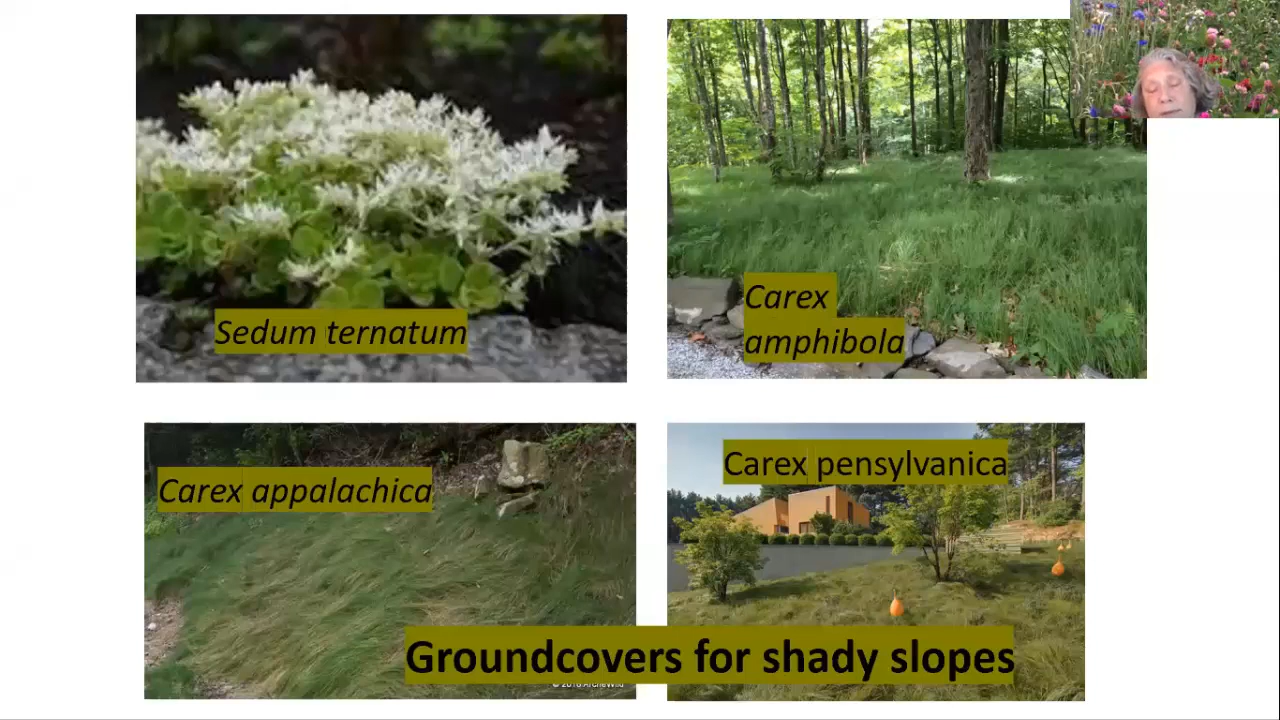 Sedum ternatum
Carex
amphibola
Carex appalachica
Carex pensylvanica
Groundcovers for shady slopes